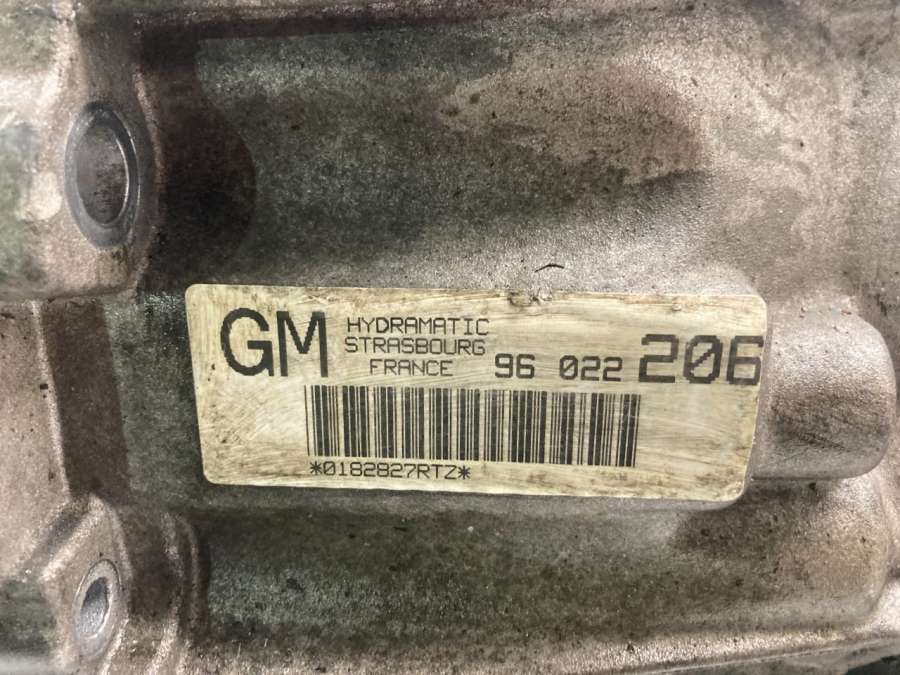 GM HYDRAMATIC
STRASBOURG
FRANCE 96 022 206
*0182827RTZ*